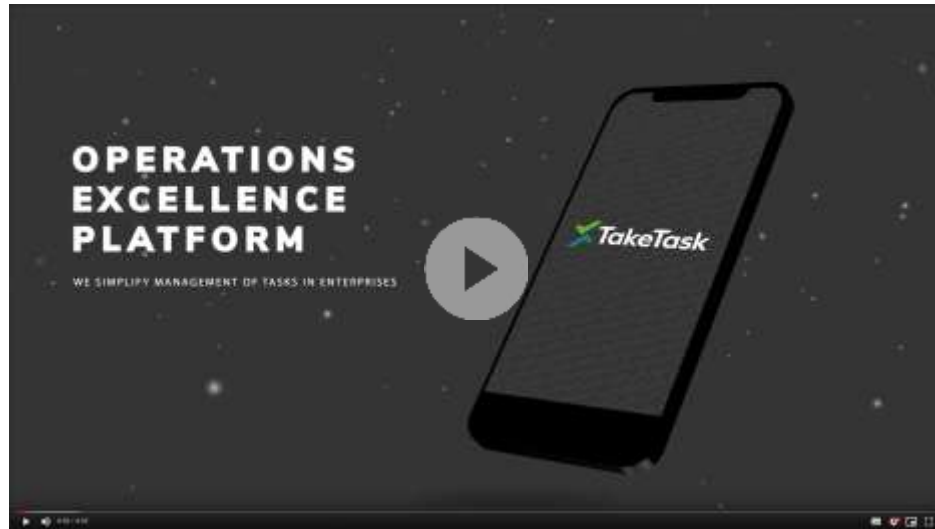 OPERATIONS
EXCELLENCE
PLATFORM
WE SIMPLIFY MANAGEMENT OF TASKS IN ENTERPRISES
TakeTask